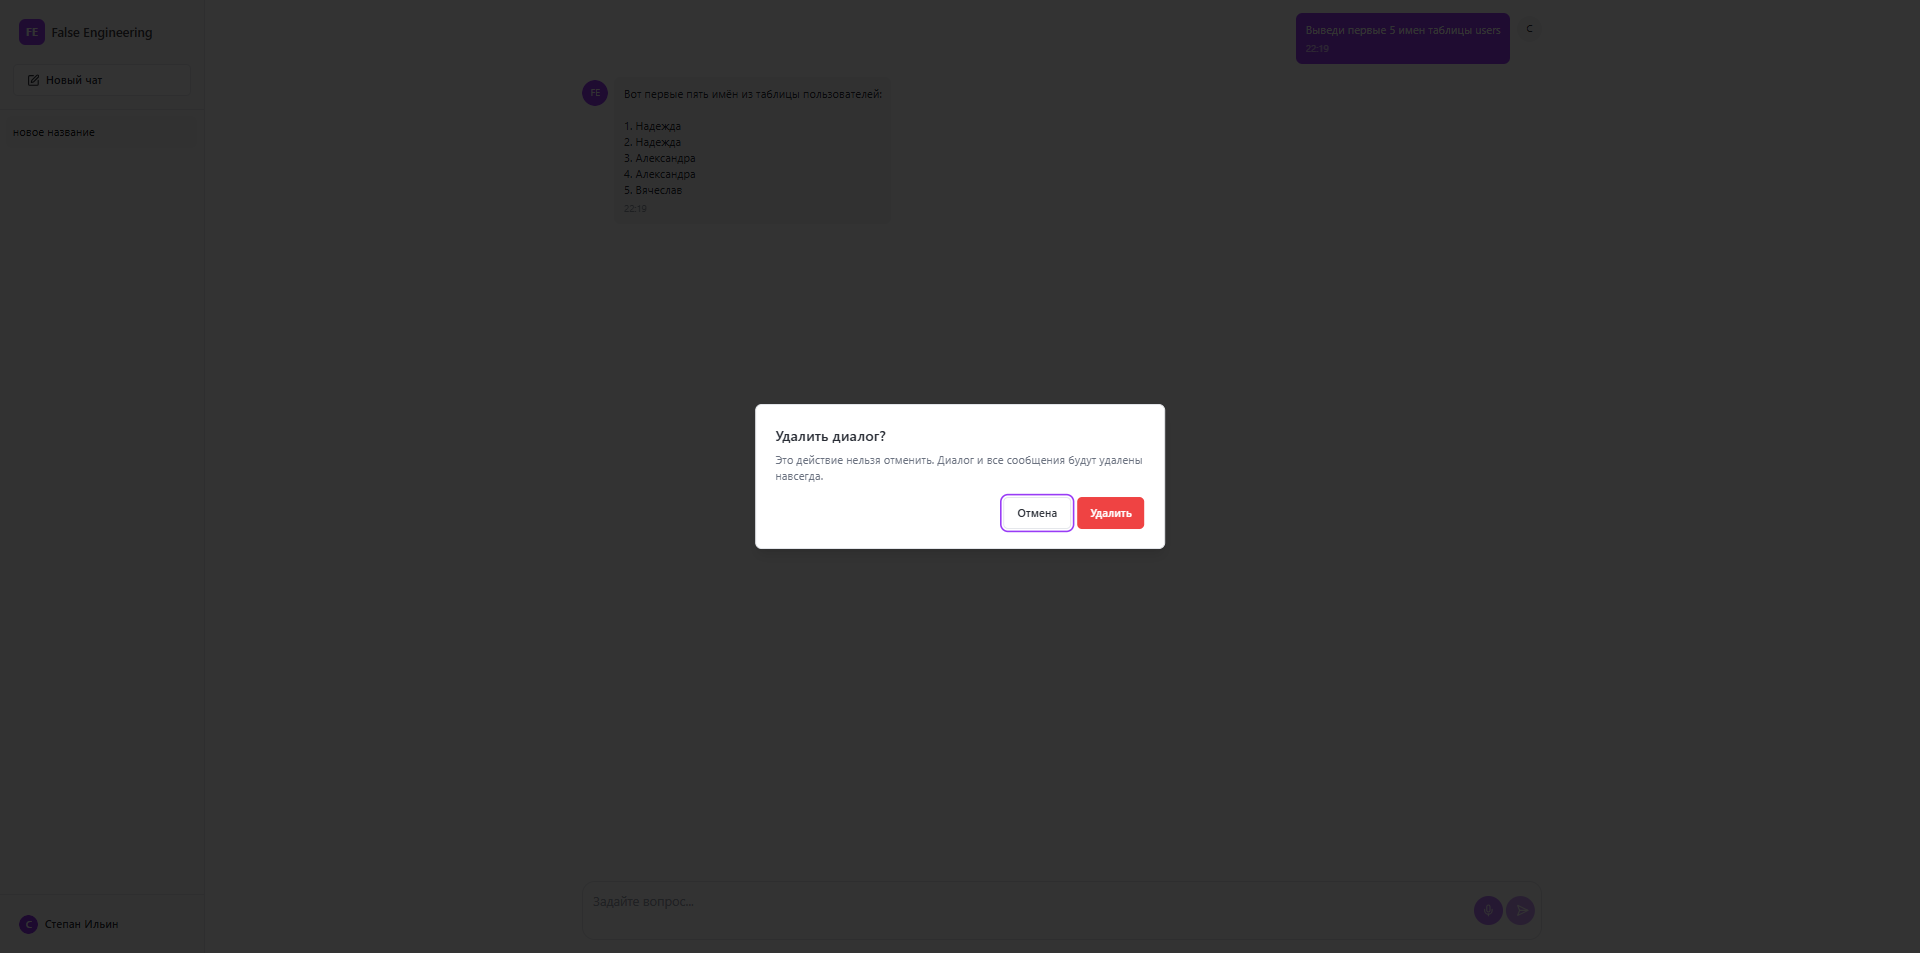 FE False Engineering
Новый чат
новое название
Выведи первые 5 имен таблицы users
22:19
С
FE
Вот первые пять имён из таблицы пользователей:
1. Надежда
2. Надежда
3. Александра
4. Александра
5. Вячеслав
22:19
Удалить диалог?
Это действие нельзя отменить. Диалог и все сообщения будут удалены
навсегда.
Отмена Удалить
Задайте вопрос...
С Степан Ильин